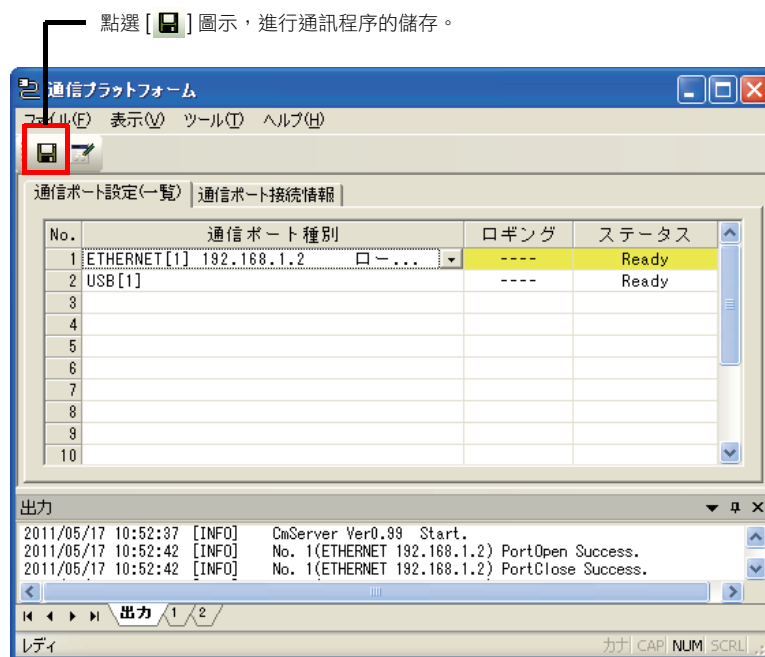 點選 [ ] 圖示，進行通訊程序的儲存。
通信プラットフォーム
ファイル(F) 表示(V) ツール(T) ヘルプ(H)
通信ポート設定(一覧) 通信ポート接続情報
No. 通信ポート種別 ロギング ステータス
1 ETHERNET[1] 192.168.1.2 ロー... ---- Ready
2 USB[1] ---- Ready
3
4
5
6
7
8
9
10
出力
2011/05/17 10:52:37 [INFO] CmServer Ver0.99 Start.
2011/05/17 10:52:42 [INFO] No. 1(ETHERNET 192.168.1.2) PortOpen Success.
2011/05/17 10:52:42 [INFO] No. 1(ETHERNET 192.168.1.2) PortClose Success.
出力 1 2
レディ カナ CAP NUM SCRL